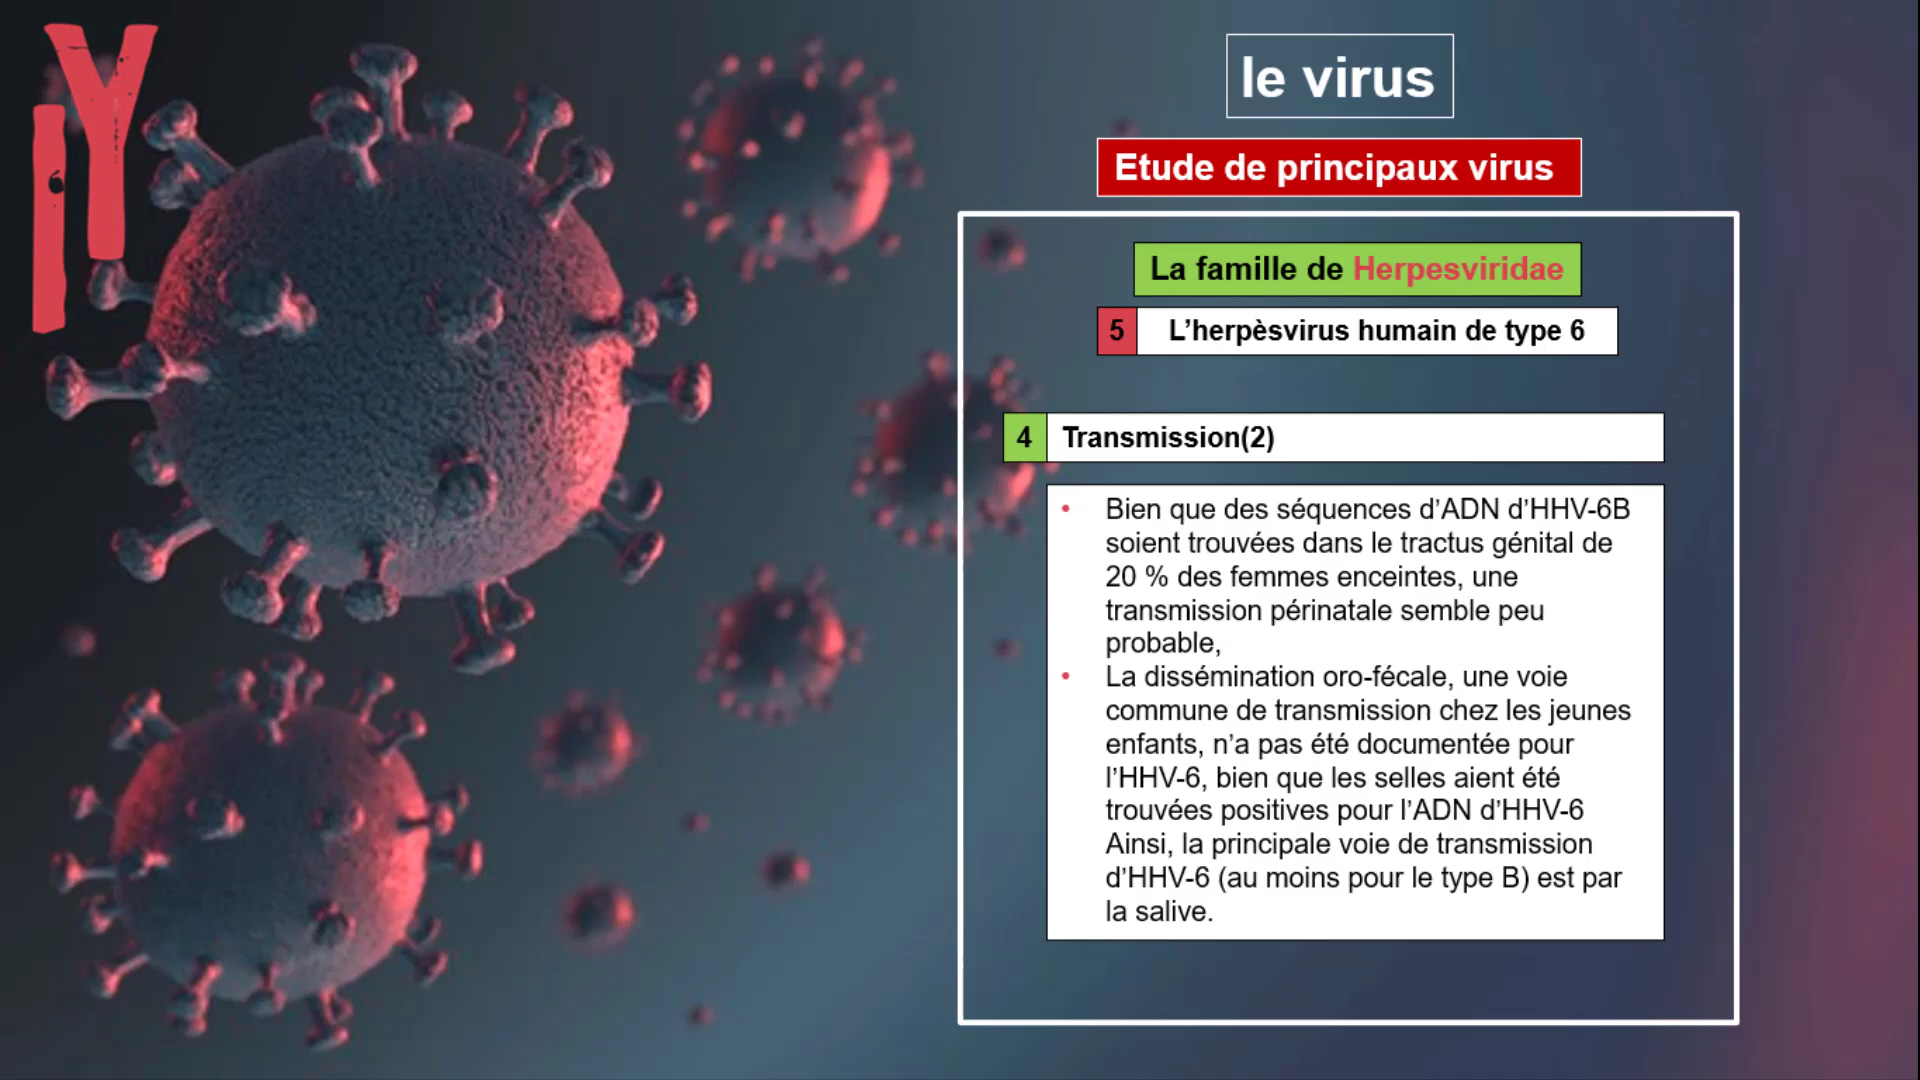 IY
le virus
Etude de principaux virus
La famille de Herpesviridae
5 L’herpèsvirus humain de type 6
4 Transmission(2)
• Bien que des séquences d’ADN d’HHV-6B
soient trouvées dans le tractus génital de
20 % des femmes enceintes, une
transmission périnatale semble peu
probable,
• La dissémination oro-fécale, une voie
commune de transmission chez les jeunes
enfants, n’a pas été documentée pour
l’HHV-6, bien que les selles aient été
trouvées positives pour l’ADN d’HHV-6
Ainsi, la principale voie de transmission
d’HHV-6 (au moins pour le type B) est par
la salive.